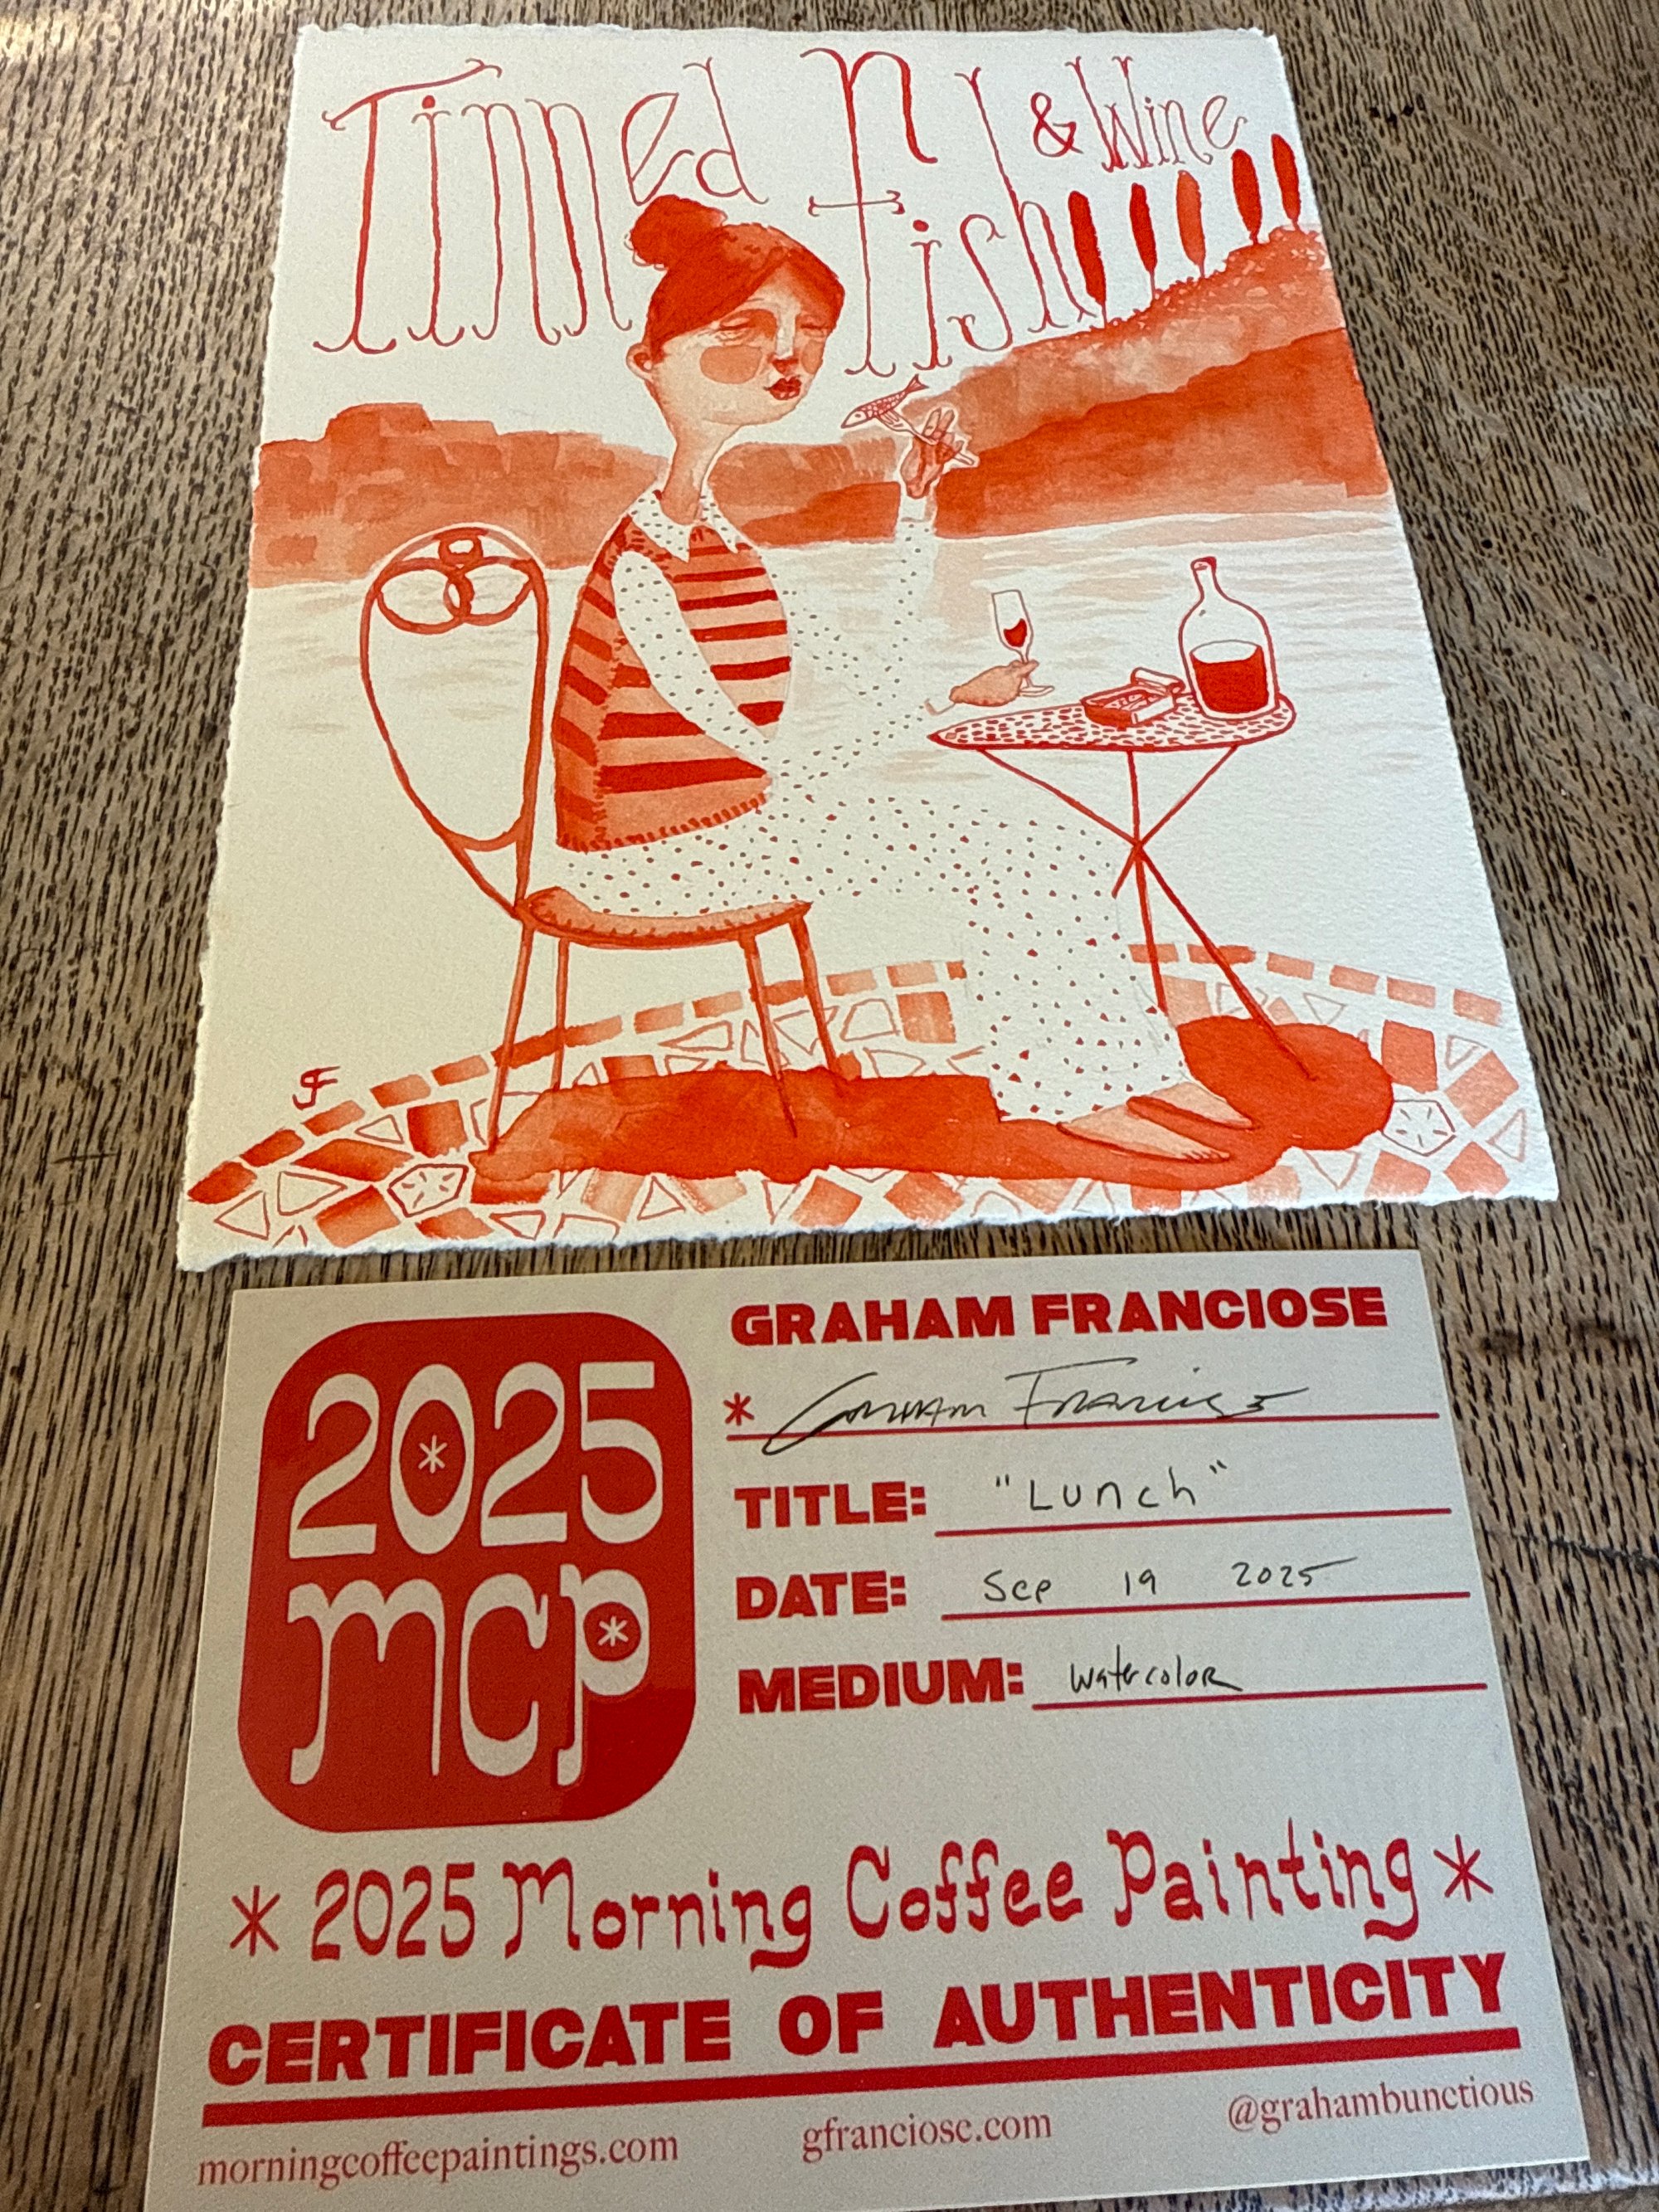 Tinned Fish & Wine
GF
2025
mcp
GRAHAM FRANCIOSE
* Graham Franciose
TITLE: "Lunch"
DATE: Sep 19 2025
MEDIUM: watercolor
* 2025 Morning Coffee Painting *
CERTIFICATE OF AUTHENTICITY
morningcoffeepaintings.com gfranciose.com @grahambunctious